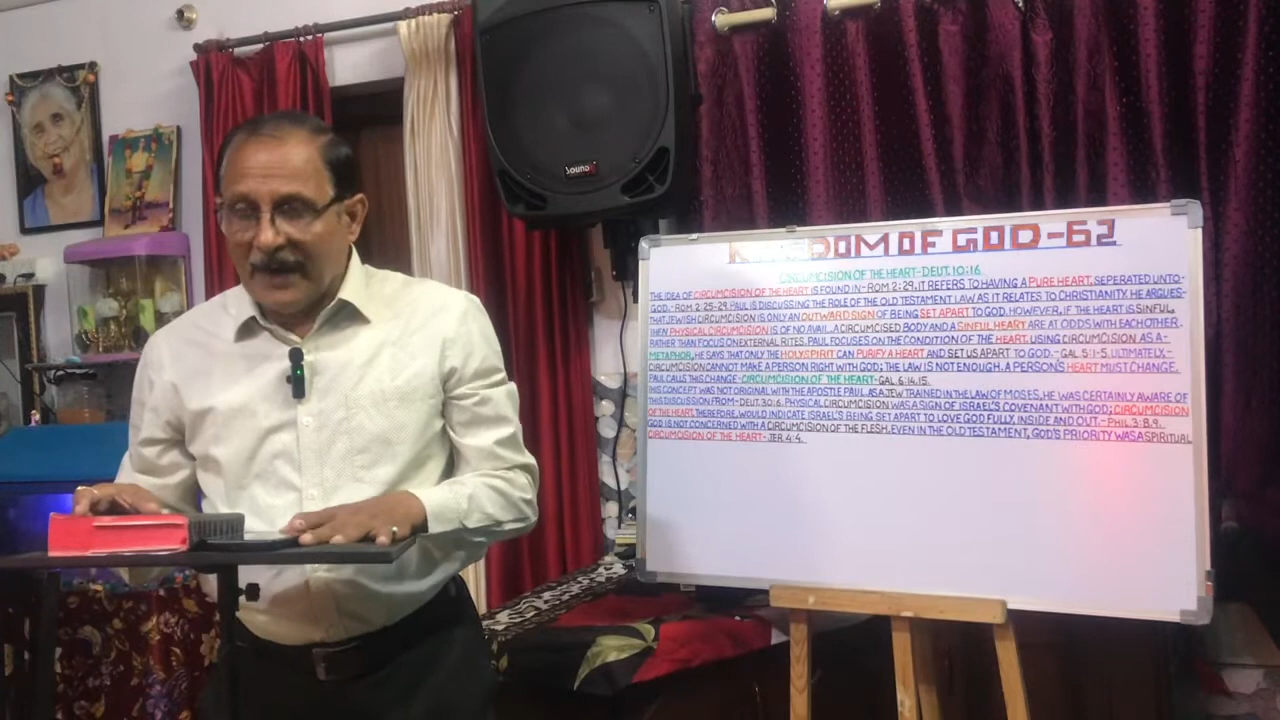 KINGDOM OF GOD-62
CIRCUMCISION OF THE HEART-DEUT.10:16
THE IDEA OF CIRCUMCISION OF THE HEART IS FOUND IN-ROM 2:29. IT REFERS TO HAVING A PURE HEART, SEPERATED UNTO-
GOD.-ROM.2:25-29. PAUL IS DISCUSSING THE ROLE OF THE OLD TESTAMENT LAW AS IT RELATES TO CHRISTIANITY. HE ARGUES-
THAT JEWISH CIRCUMCISION IS ONLY AN OUTWARD SIGN OF BEING SET APART TO GOD. HOWEVER, IF THE HEART IS SINFUL,
THEN PHYSICAL CIRCUMCISION IS OF NO AVAIL. A CIRCUMCISED BODY AND A SINFUL HEART ARE AT ODDS WITH EACH OTHER.
RATHER THAN FOCUS ON EXTERNAL RITES, PAUL FOCUSES ON THE CONDITION OF THE HEART. USING CIRCUMCISION AS A-
METAPHOR, HE SAYS THAT ONLY THE HOLY SPIRIT CAN PURIFY A HEART AND SET US APART TO GOD.-GAL 5:1-5. ULTIMATELY,-
CIRCUMCISION CANNOT MAKE A PERSON RIGHT WITH GOD; THE LAW IS NOT ENOUGH. A PERSON'S HEART MUST CHANGE.
PAUL CALLS THIS CHANGE-CIRCUMCISION OF THE HEART-GAL.6:14,15.
THIS CONCEPT WAS NOT ORIGINAL WITH THE APOSTLE PAUL. AS A JEW TRAINED IN THE LAW OF MOSES, HE WAS CERTAINLY AWARE OF
THIS DISCUSSION FROM-DEUT.30:6. PHYSICAL CIRCUMCISION WAS A SIGN OF ISRAEL'S COVENANT WITH GOD; CIRCUMCISION
OF THE HEART, THEREFORE, WOULD INDICATE ISRAEL'S BEING SET APART TO LOVE GOD FULLY, INSIDE AND OUT.-PHIL.3:8,9.
GOD IS NOT CONCERNED WITH A CIRCUMCISION OF THE FLESH. EVEN IN THE OLD TESTAMENT, GOD'S PRIORITY WAS A SPIRITUAL
CIRCUMCISION OF THE HEART-JER.4:4.